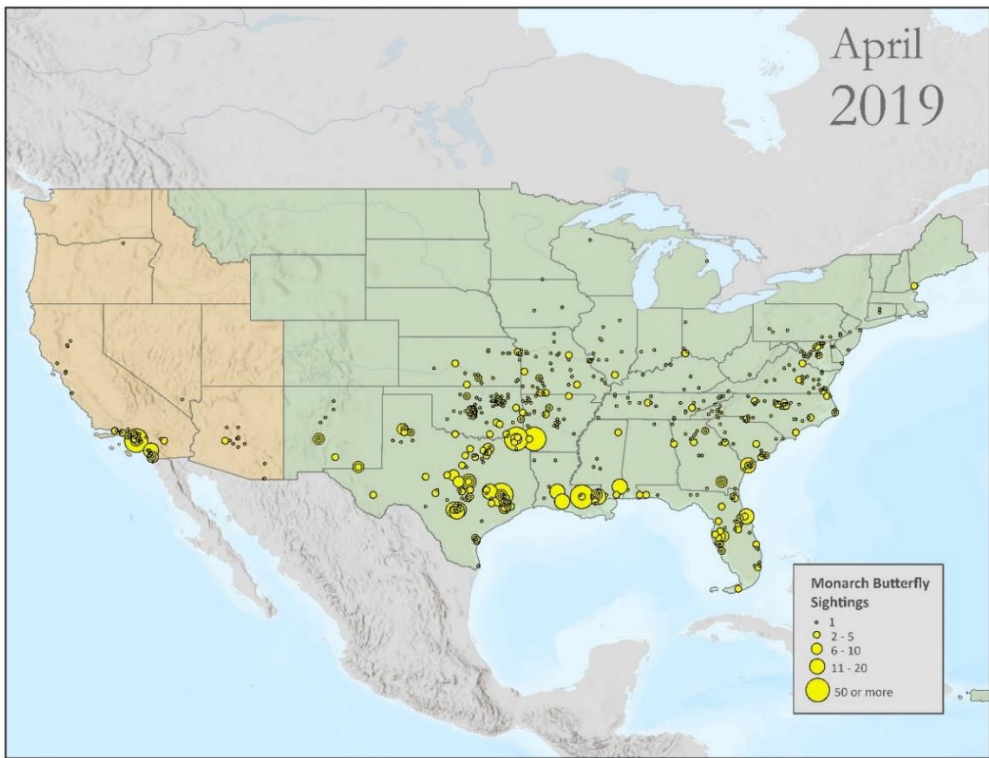 April
2019
Monarch Butterfly
Sightings
1
2 - 5
6 - 10
11 - 20
50 or more